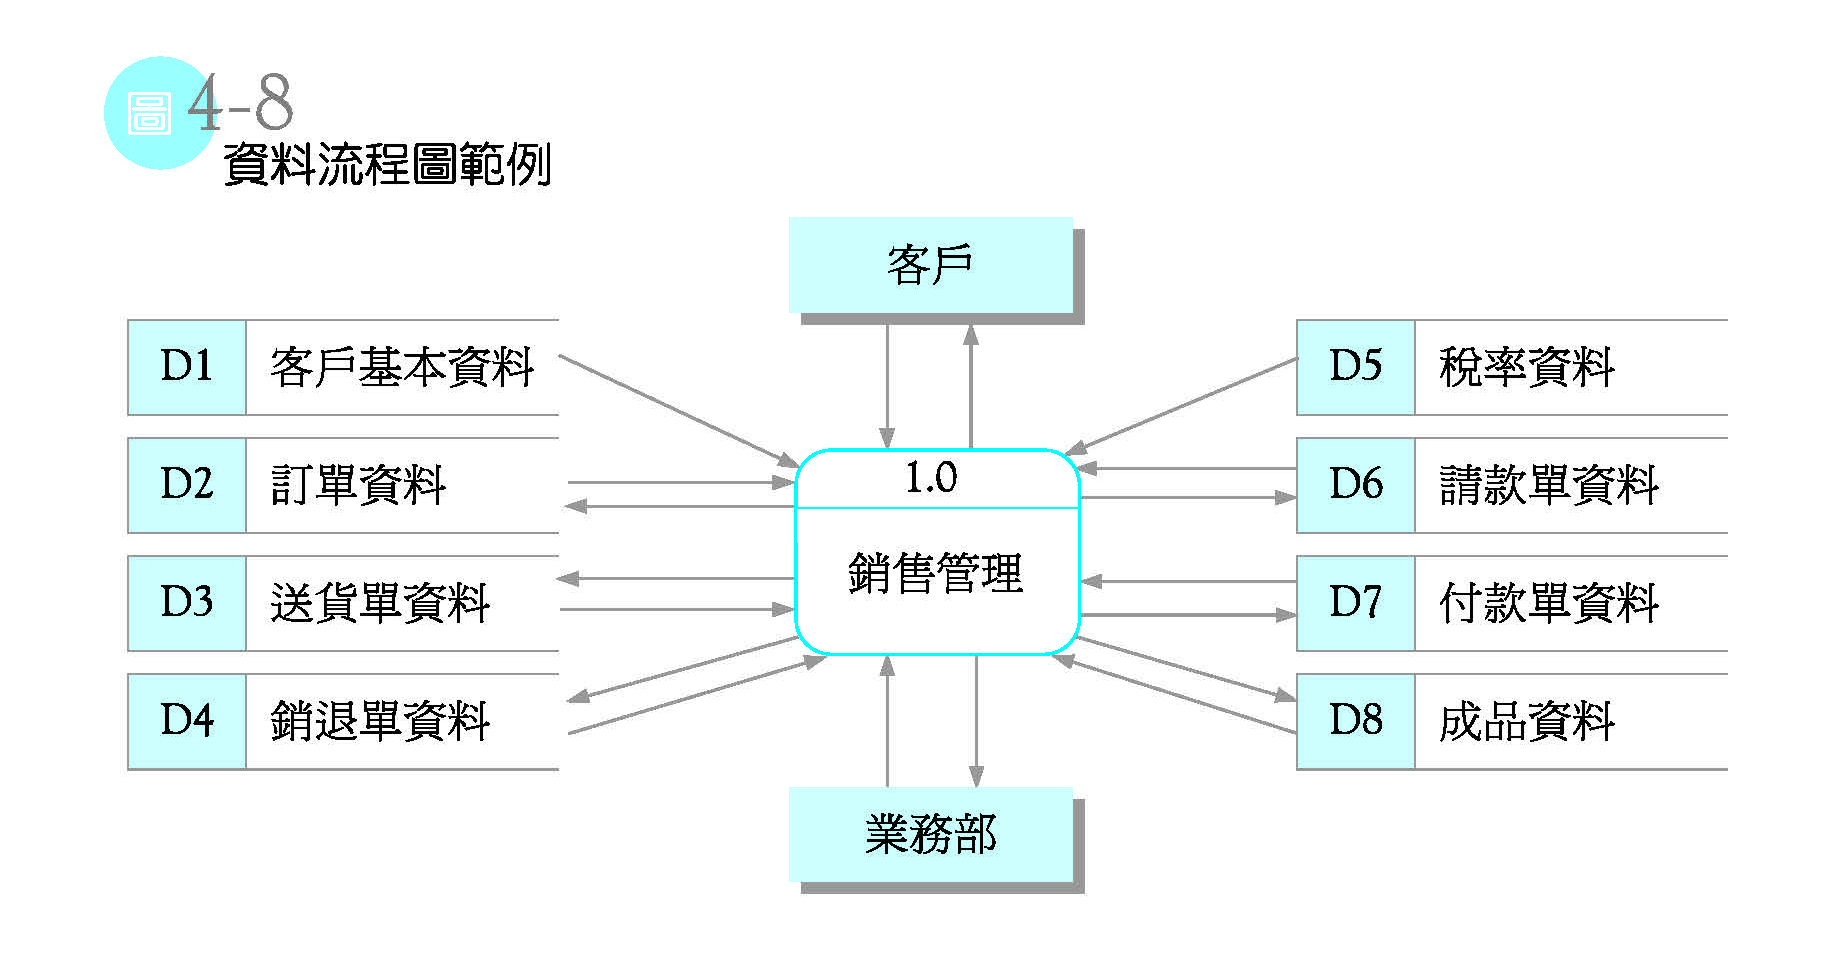 圖 4-8
資料流程圖範例
客戶
D1 客戶基本資料
D2 訂單資料
D3 送貨單資料
D4 銷退單資料
1.0
銷售管理
D5 稅率資料
D6 請款單資料
D7 付款單資料
D8 成品資料
業務部